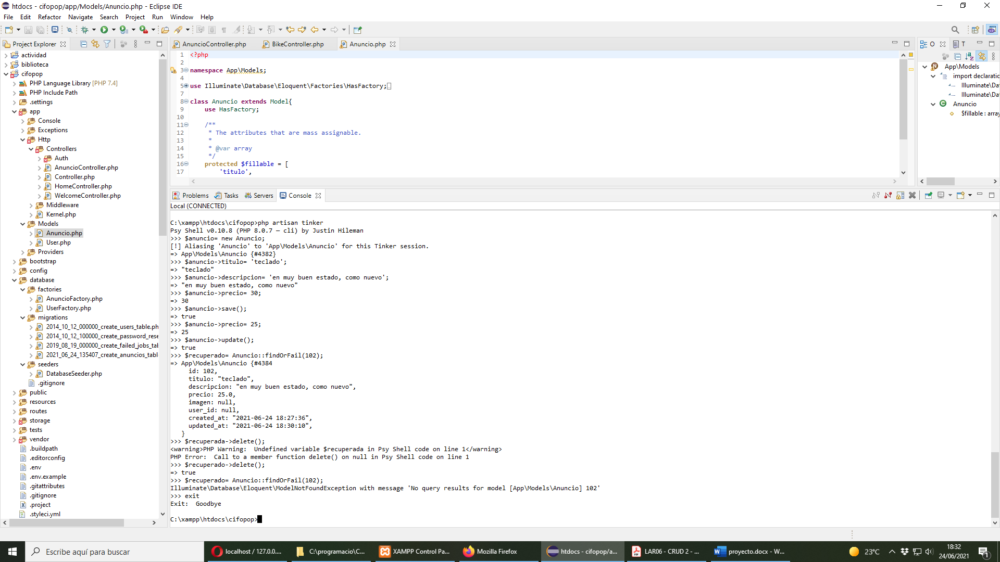 htdocs - cifopop/app/Models/Anuncio.php - Eclipse IDE
File Edit Refactor Navigate Search Project Run Window Help
Project Explorer
actividad
biblioteca
cifopop
PHP Language Library [PHP 7.4]
PHP Include Path
.settings
app
Console
Exceptions
Http
Controllers
Auth
AnuncioController.php
Controller.php
HomeController.php
WelcomeController.php
Middleware
Kernel.php
Models
Anuncio.php
User.php
Providers
bootstrap
config
database
factories
AnuncioFactory.php
UserFactory.php
migrations
2014_10_12_000000_create_users_table.ph
2014_10_12_100000_create_password_rese
2019_08_19_000000_create_failed_jobs_tab
2021_06_24_135407_create_anuncios_tabl
seeders
DatabaseSeeder.php
.gitignore
public
resources
routes
storage
tests
vendor
.buildpath
.editorconfig
.env
.env.example
.gitattributes
.gitignore
.project
.styleci.yml
AnuncioController.php BikeController.php Anuncio.php
1 <?php
2
3 namespace App\Models;
4
5 use Illuminate\Database\Eloquent\Factories\HasFactory;
7
8 class Anuncio extends Model{
9 use HasFactory;
10
11 /**
12 * The attributes that are mass assignable.
13 *
14 * @var array
15 */
16 protected $fillable = [
17 'titulo',
O T
App\Models
import declaratio
Illuminate\Da
Illuminate\Da
Anuncio
$fillable : array
Problems Tasks Servers Console
Local (CONNECTED)
C:\xampp\htdocs\cifopop>php artisan tinker
Psy Shell v0.10.8 (PHP 8.0.7 — cli) by Justin Hileman
>>> $anuncio= new Anuncio;
[!] Aliasing 'Anuncio' to 'App\Models\Anuncio' for this Tinker session.
=> App\Models\Anuncio {#4382}
>>> $anuncio->titulo= 'teclado';
=> "teclado"
>>> $anuncio->descripcion= 'en muy buen estado, como nuevo';
=> "en muy buen estado, como nuevo"
>>> $anuncio->precio= 30;
=> 30
>>> $anuncio->save();
=> true
>>> $anuncio->precio= 25;
=> 25
>>> $anuncio->update();
=> true
>>> $recuperado= Anuncio::findOrFail(102);
=> App\Models\Anuncio {#4384
id: 102,
titulo: "teclado",
descripcion: "en muy buen estado, como nuevo",
precio: 25.0,
imagen: null,
user_id: null,
created_at: "2021-06-24 18:27:36",
updated_at: "2021-06-24 18:30:10",
}
>>> $recuperada->delete();
<warning>PHP Warning:  Undefined variable $recuperada in Psy Shell code on line 1</warning>
PHP Error:  Call to a member function delete() on null in Psy Shell code on line 1
>>> $recuperado->delete();
=> true
>>> $recuperado= Anuncio::findOrFail(102);
Illuminate\Database\Eloquent\ModelNotFoundException with message 'No query results for model [App\Models\Anuncio] 102'
>>> exit
Exit:  Goodbye
C:\xampp\htdocs\cifopop>
Escribe aquí para buscar
localhost / 127.0.0....
C:\programacio\C...
XAMPP Control Pa...
Mozilla Firefox
htdocs - cifopop/a...
LAR06 - CRUD 2 - ...
proyecto.docx - W...
23°C
18:32
24/06/2021
1